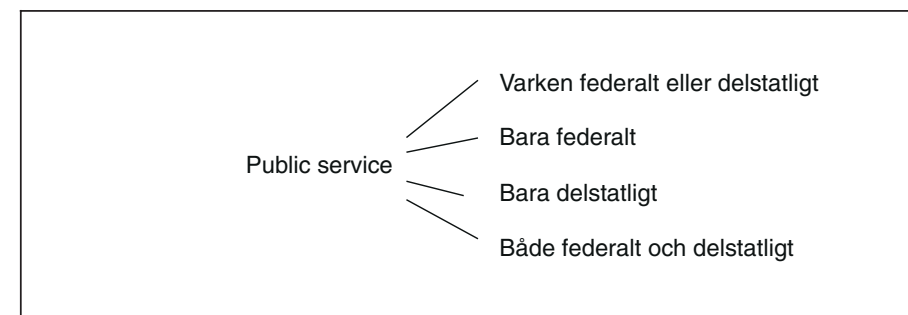 Varken federalt eller delstatligt
Bara federalt
Public service
Bara delstatligt
Både federalt och delstatligt